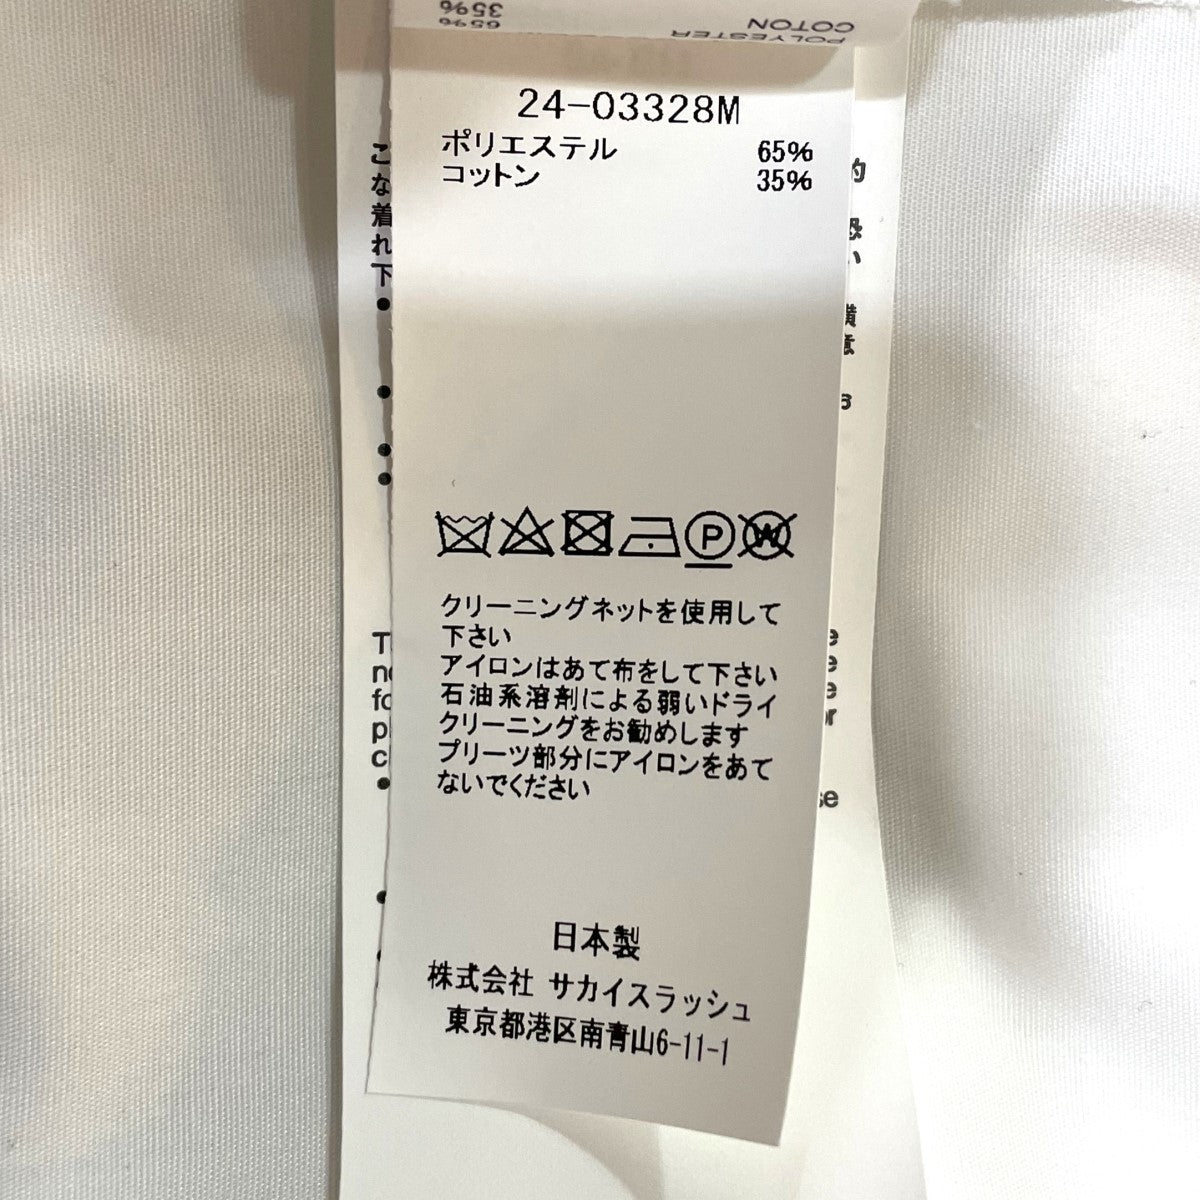 POLYESTER 65%
COTTON 35%
24-03328M
ポリエステル 65%
コットン 35%
P
W
クリーニングネットを使用して
下さい
アイロンはあて布をして下さい
石油系溶剤による弱いドライ
クリーニングをお勧めします
プリーツ部分にアイロンをあて
ないでください
日本製
株式会社 サカイスラッシュ
東京都港区南青山6-11-1